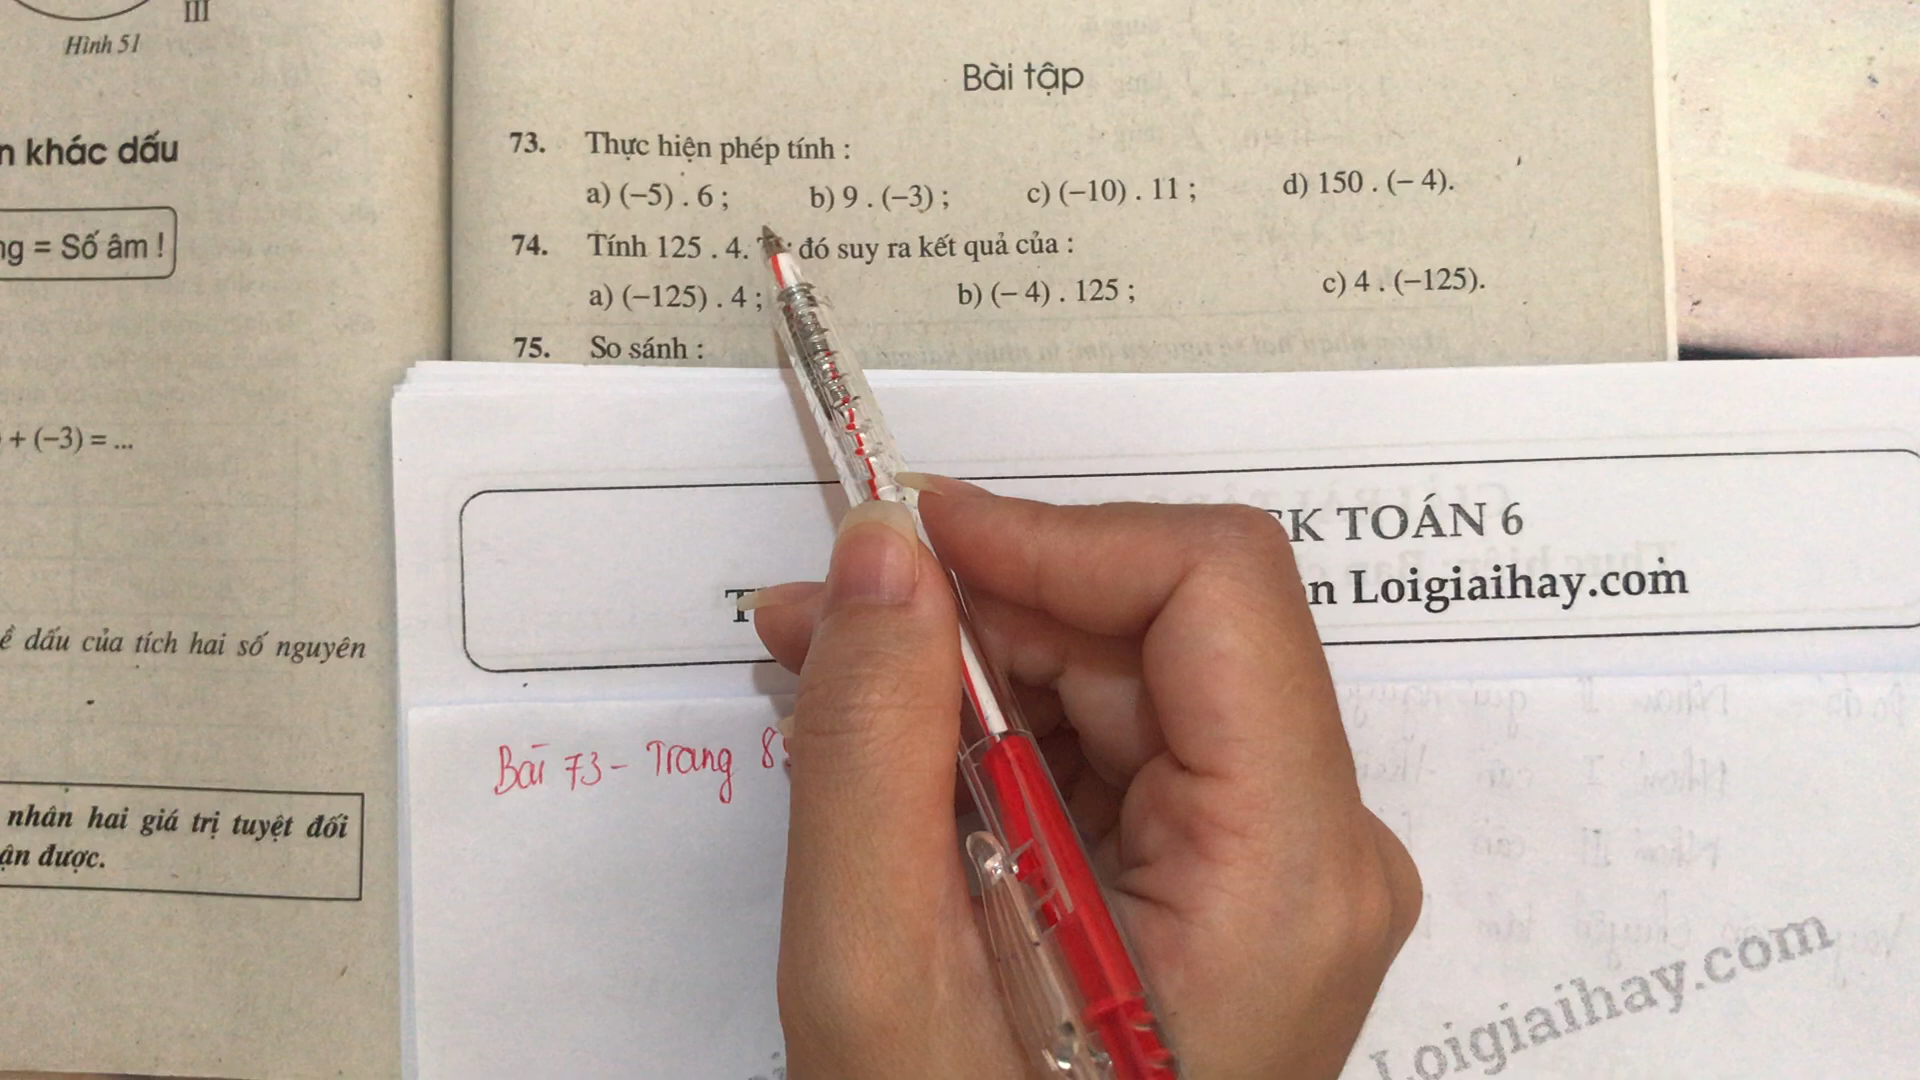 III
Hình 51
khác dấu
= Số âm !
+ (−3) = ...
dấu của tích hai số nguyên
nhân hai giá trị tuyệt đối
được.
Bài tập
73. Thực hiện phép tính :
a) (−5) . 6 ; b) 9 . (−3) ; c) (−10) . 11 ; d) 150 . (− 4).
74. Tính 125 . 4. đó suy ra kết quả của :
a) (−125) . 4 ; b) (− 4) . 125 ; c) 4 . (−125).
75. So sánh :
TOÁN 6
Loigiaihay.com
Bài 73 - Trang
Loigiaihay.com